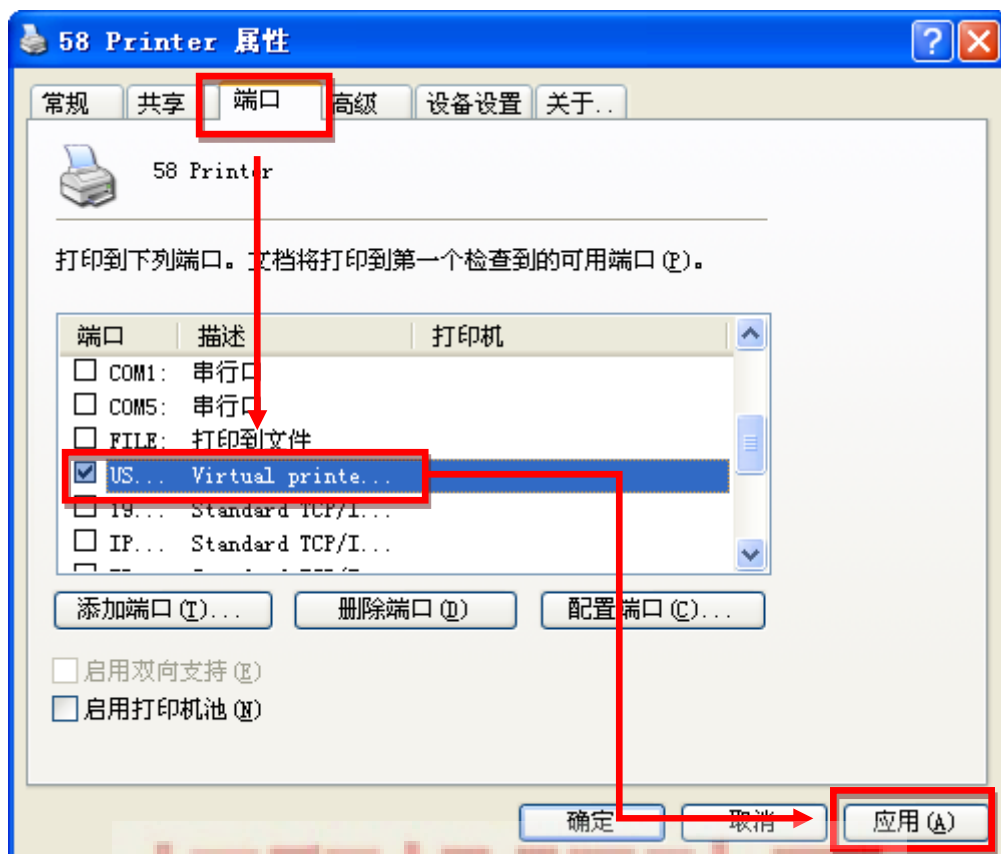 58 Printer 属性
常规 共享 端口 高级 设备设置 关于..
58 Printer
打印到下列端口。文档将打印到第一个检查到的可用端口(P)。
端口 描述 打印机
COM1: 串行口
COM5: 串行口
FILE: 打印到文件
US... Virtual printe...
19... Standard TCP/I...
IP... Standard TCP/I...
添加端口(T)... 删除端口(D) 配置端口(C)...
启用双向支持(E)
启用打印机池(N)
确定 取消 应用(A)